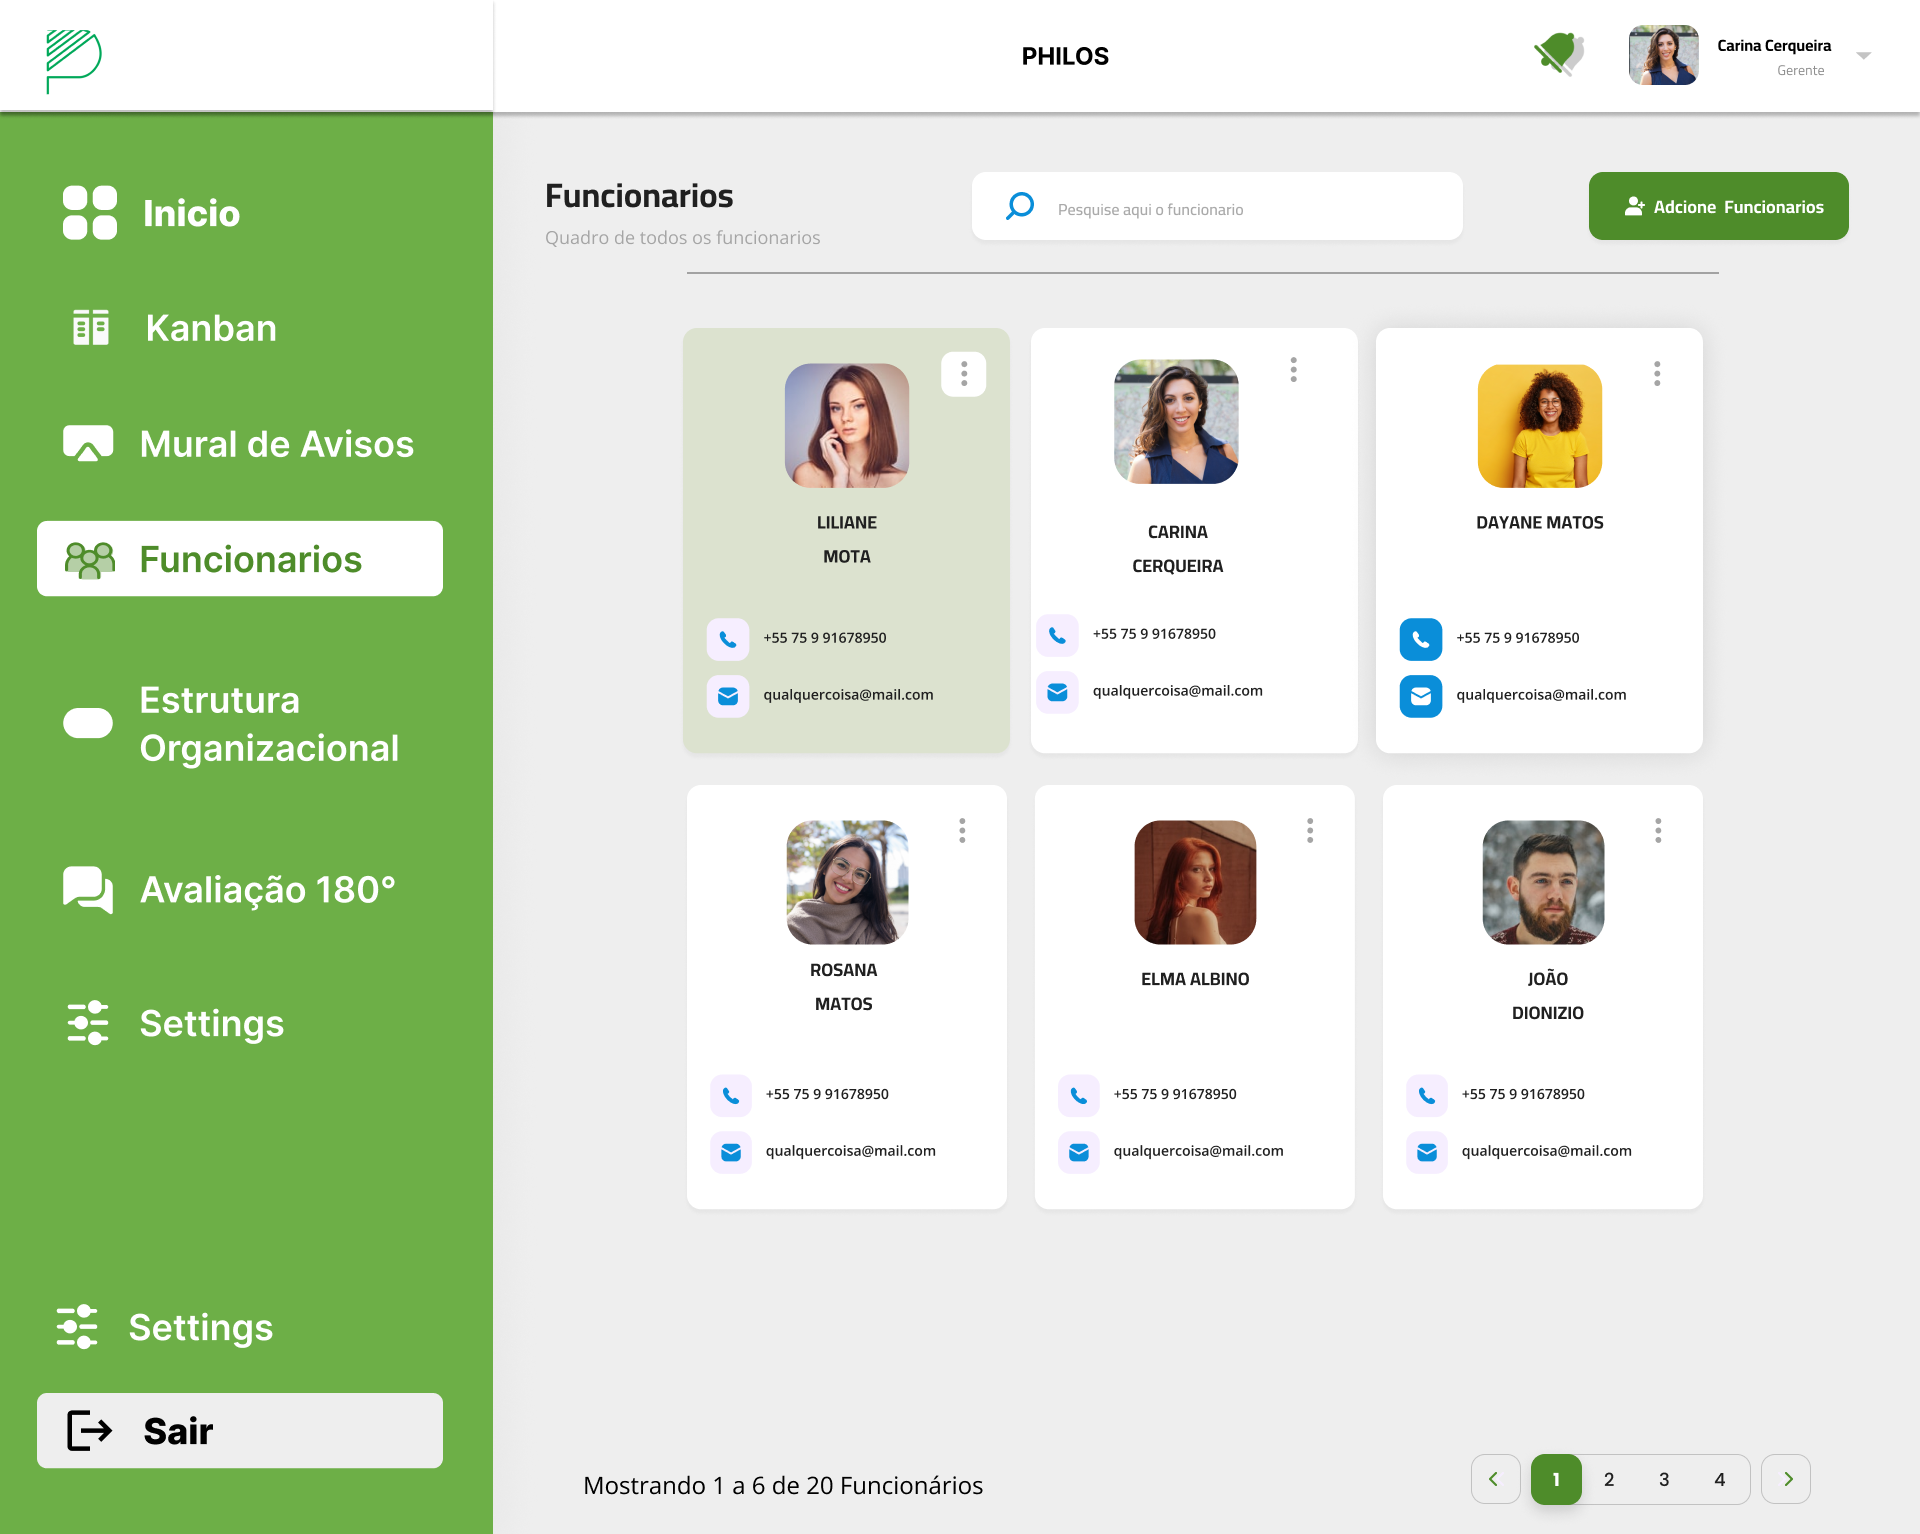 PHILOS
Carina Cerqueira
Gerente
Inicio
Kanban
Mural de Avisos
Funcionarios
Estrutura
Organizacional
Avaliação 180°
Settings
Settings
Sair
Funcionarios
Quadro de todos os funcionarios
Pesquise aqui o funcionario
Adcione Funcionarios
LILIANE
MOTA
+55 75 9 91678950
qualquercoisa@mail.com
CARINA
CERQUEIRA
+55 75 9 91678950
qualquercoisa@mail.com
DAYANE MATOS
+55 75 9 91678950
qualquercoisa@mail.com
ROSANA
MATOS
+55 75 9 91678950
qualquercoisa@mail.com
ELMA ALBINO
+55 75 9 91678950
qualquercoisa@mail.com
JOÃO
DIONIZIO
+55 75 9 91678950
qualquercoisa@mail.com
Mostrando 1 a 6 de 20 Funcionários
1 2 3 4